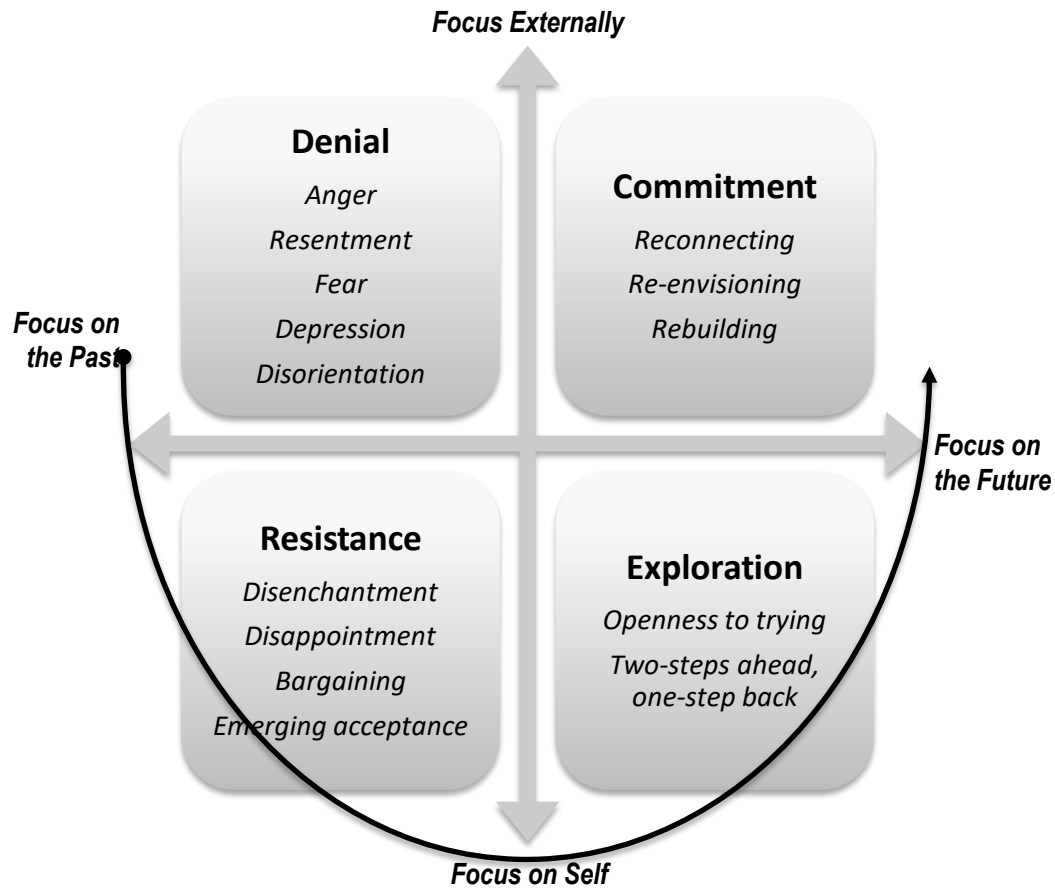 Focus Externally
Denial
Anger
Resentment
Fear
Depression
Disorientation
Commitment
Reconnecting
Re-envisioning
Rebuilding
Focus on
the Past
Focus on
the Future
Resistance
Disenchantment
Disappointment
Bargaining
Emerging acceptance
Exploration
Openness to trying
Two-steps ahead,
one-step back
Focus on Self